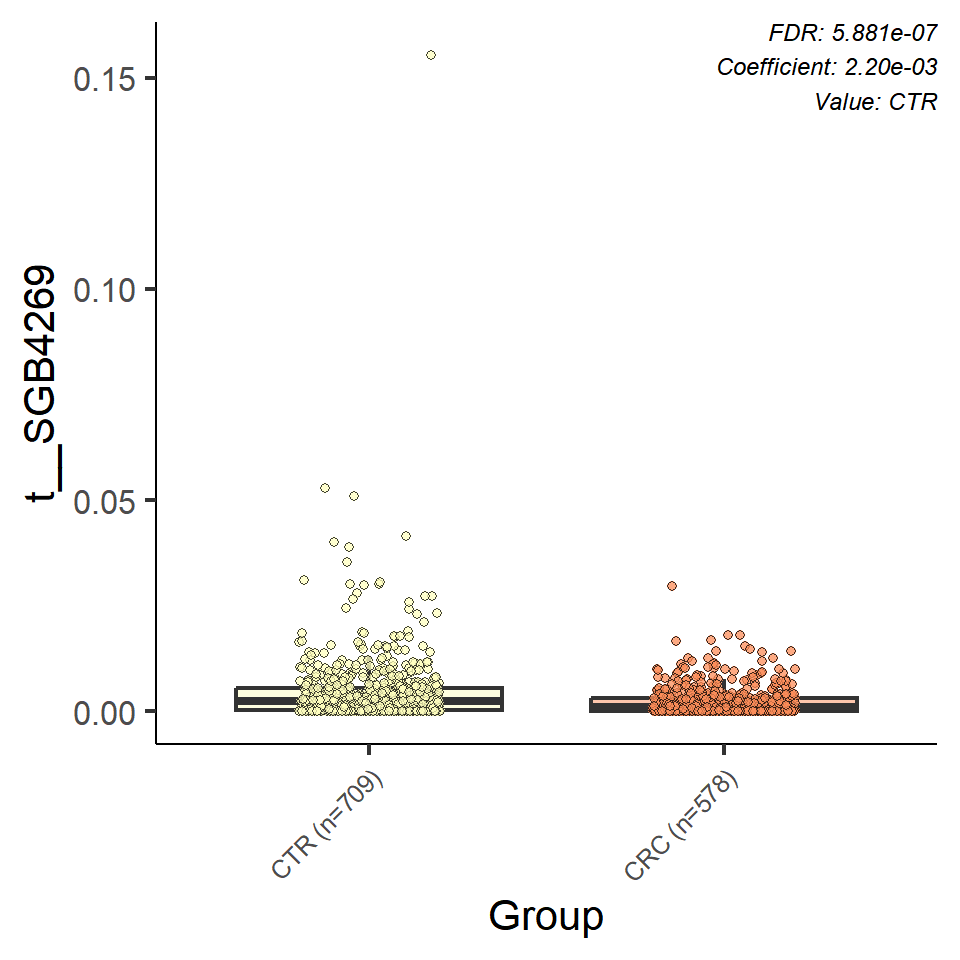 FDR: 5.881e-07
Coefficient: 2.20e-03
Value: CTR
0.15
0.10
0.05
0.00
t__SGB4269
CTR (n=709)
CRC (n=578)
Group